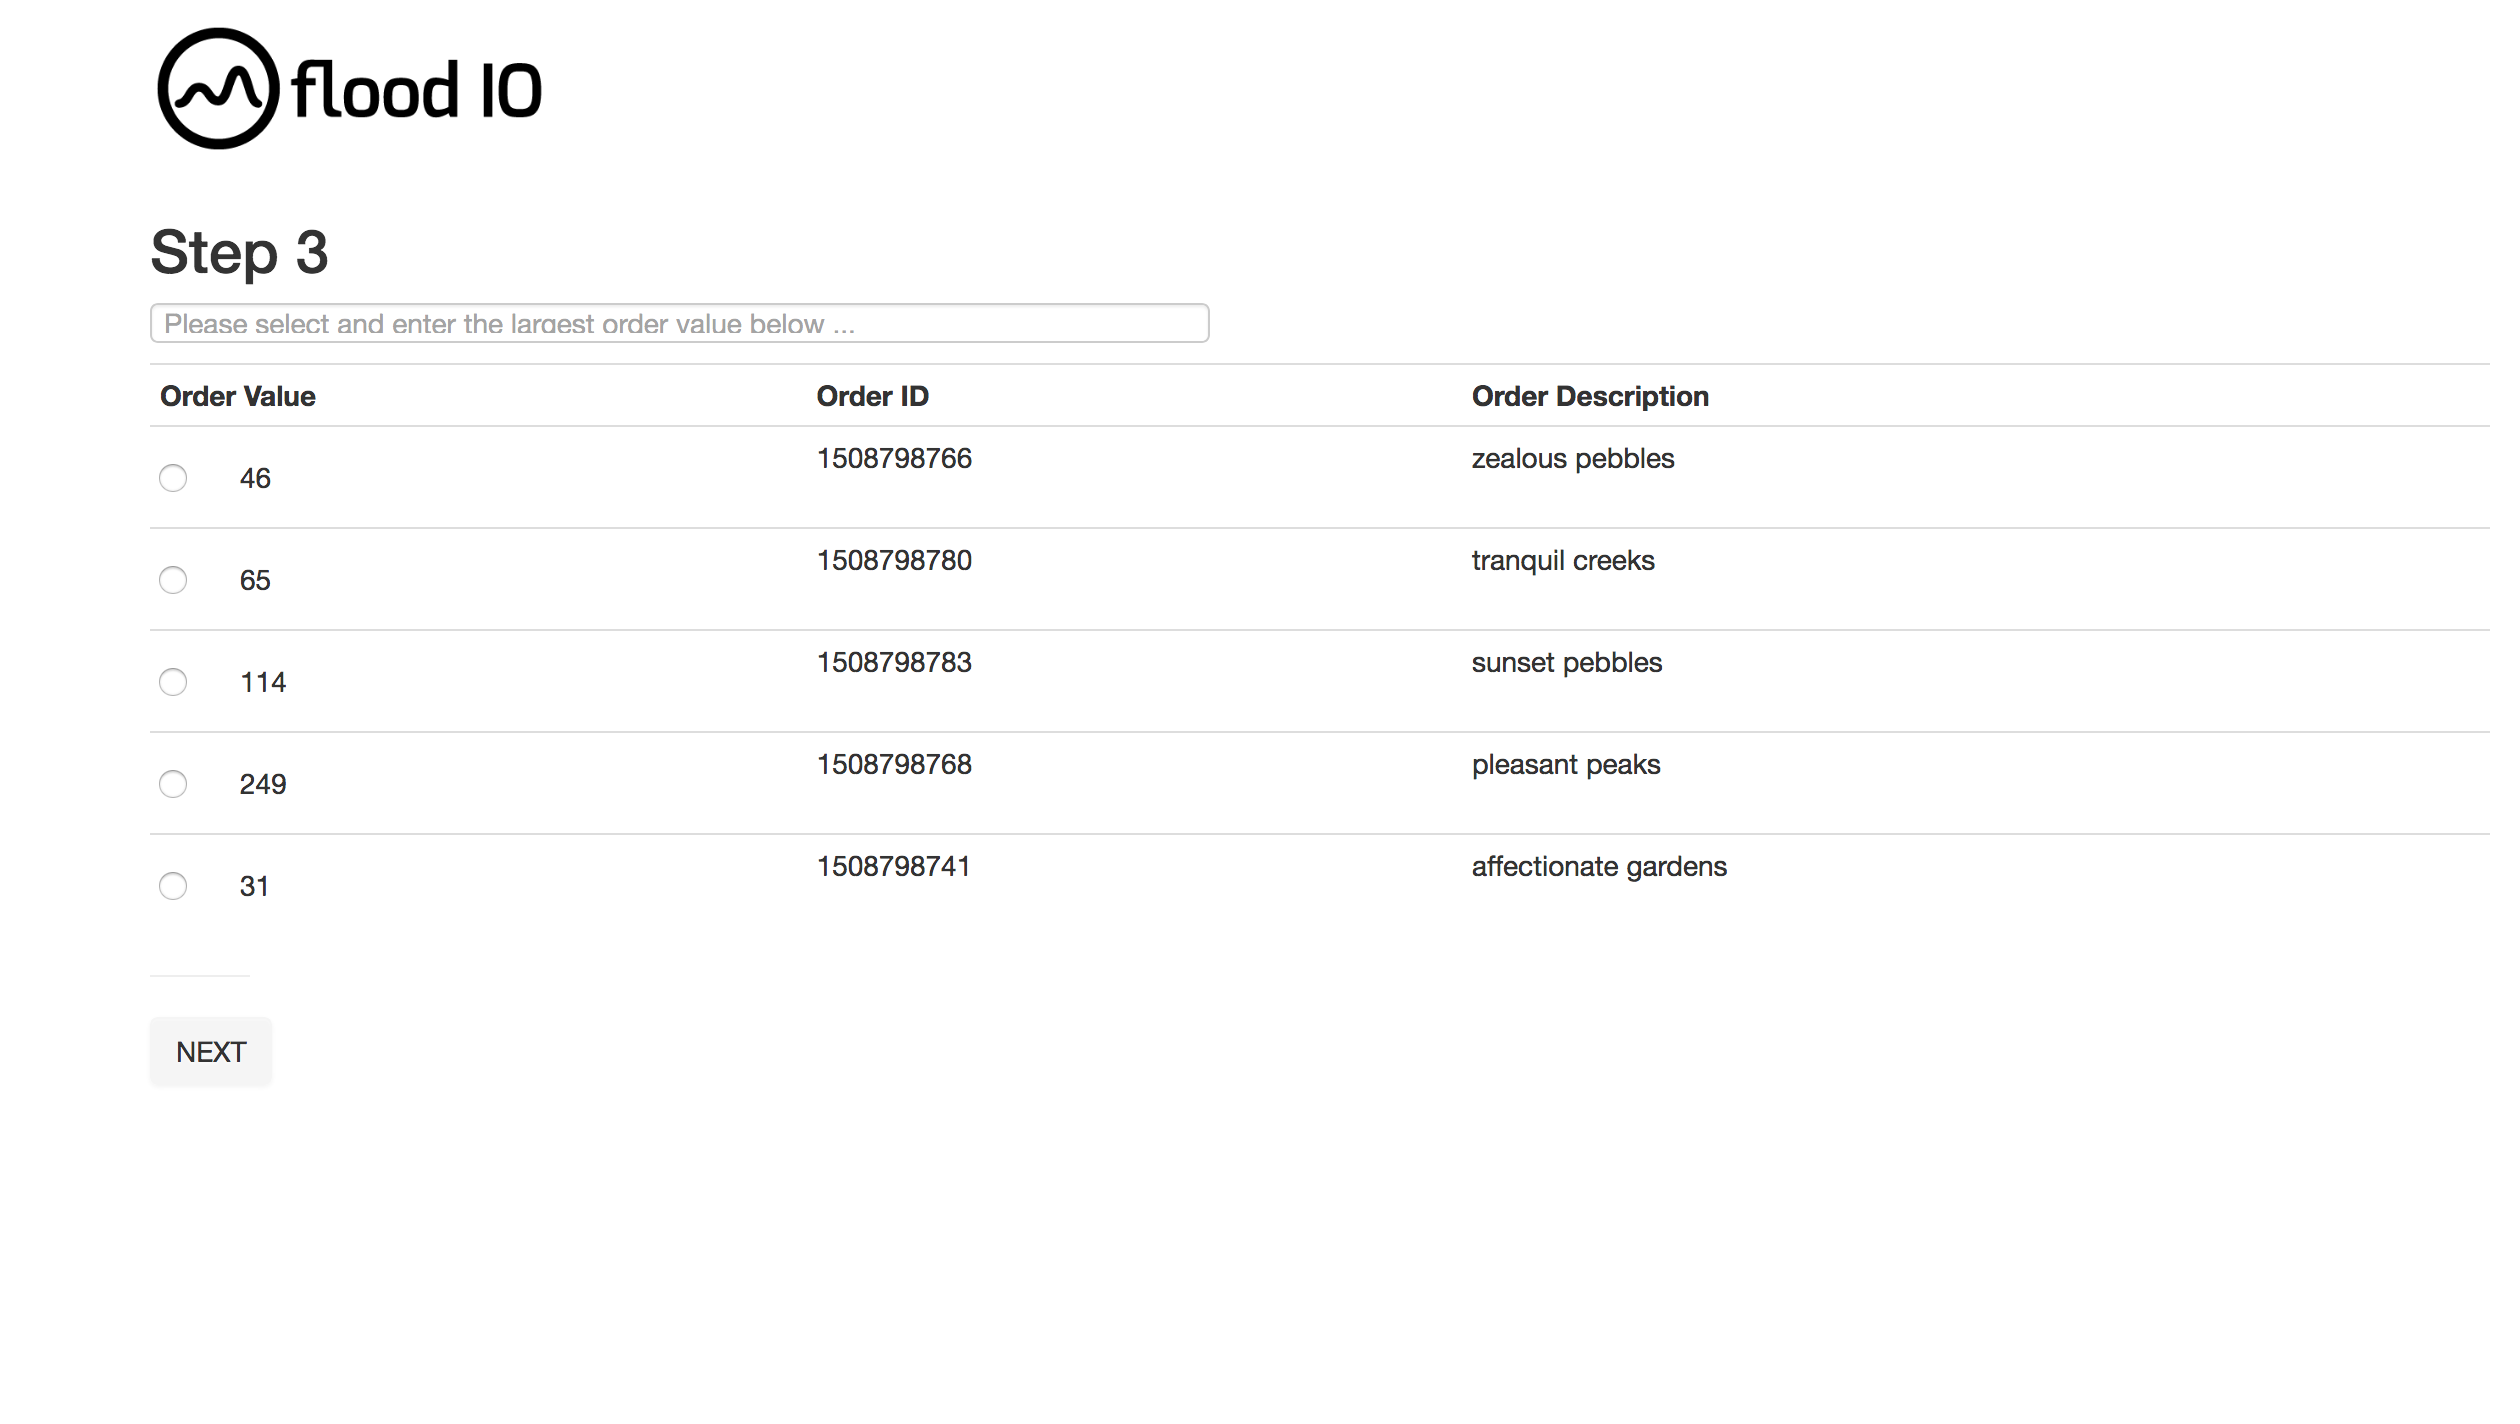 flood IO
Step 3
Please select and enter the largest order value below ...
Order Value Order ID Order Description
46 1508798766 zealous pebbles
65 1508798780 tranquil creeks
114 1508798783 sunset pebbles
249 1508798768 pleasant peaks
31 1508798741 affectionate gardens
NEXT